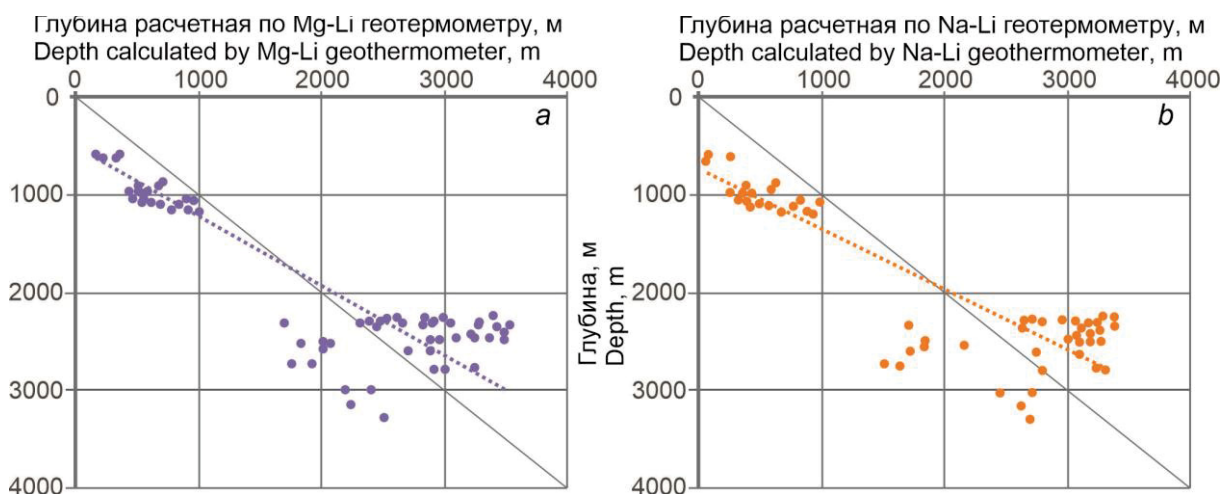 Глубина расчетная по Mg-Li геотермометру, м
Depth calculated by Mg-Li geothermometer, m
0 1000 2000 3000 4000
0
1000
2000
3000
4000
a
Глубина расчетная по Na-Li геотермометру, м
Depth calculated by Na-Li geothermometer, m
0 1000 2000 3000 4000
0
1000
2000
3000
4000
b
Глубина, м
Depth, m